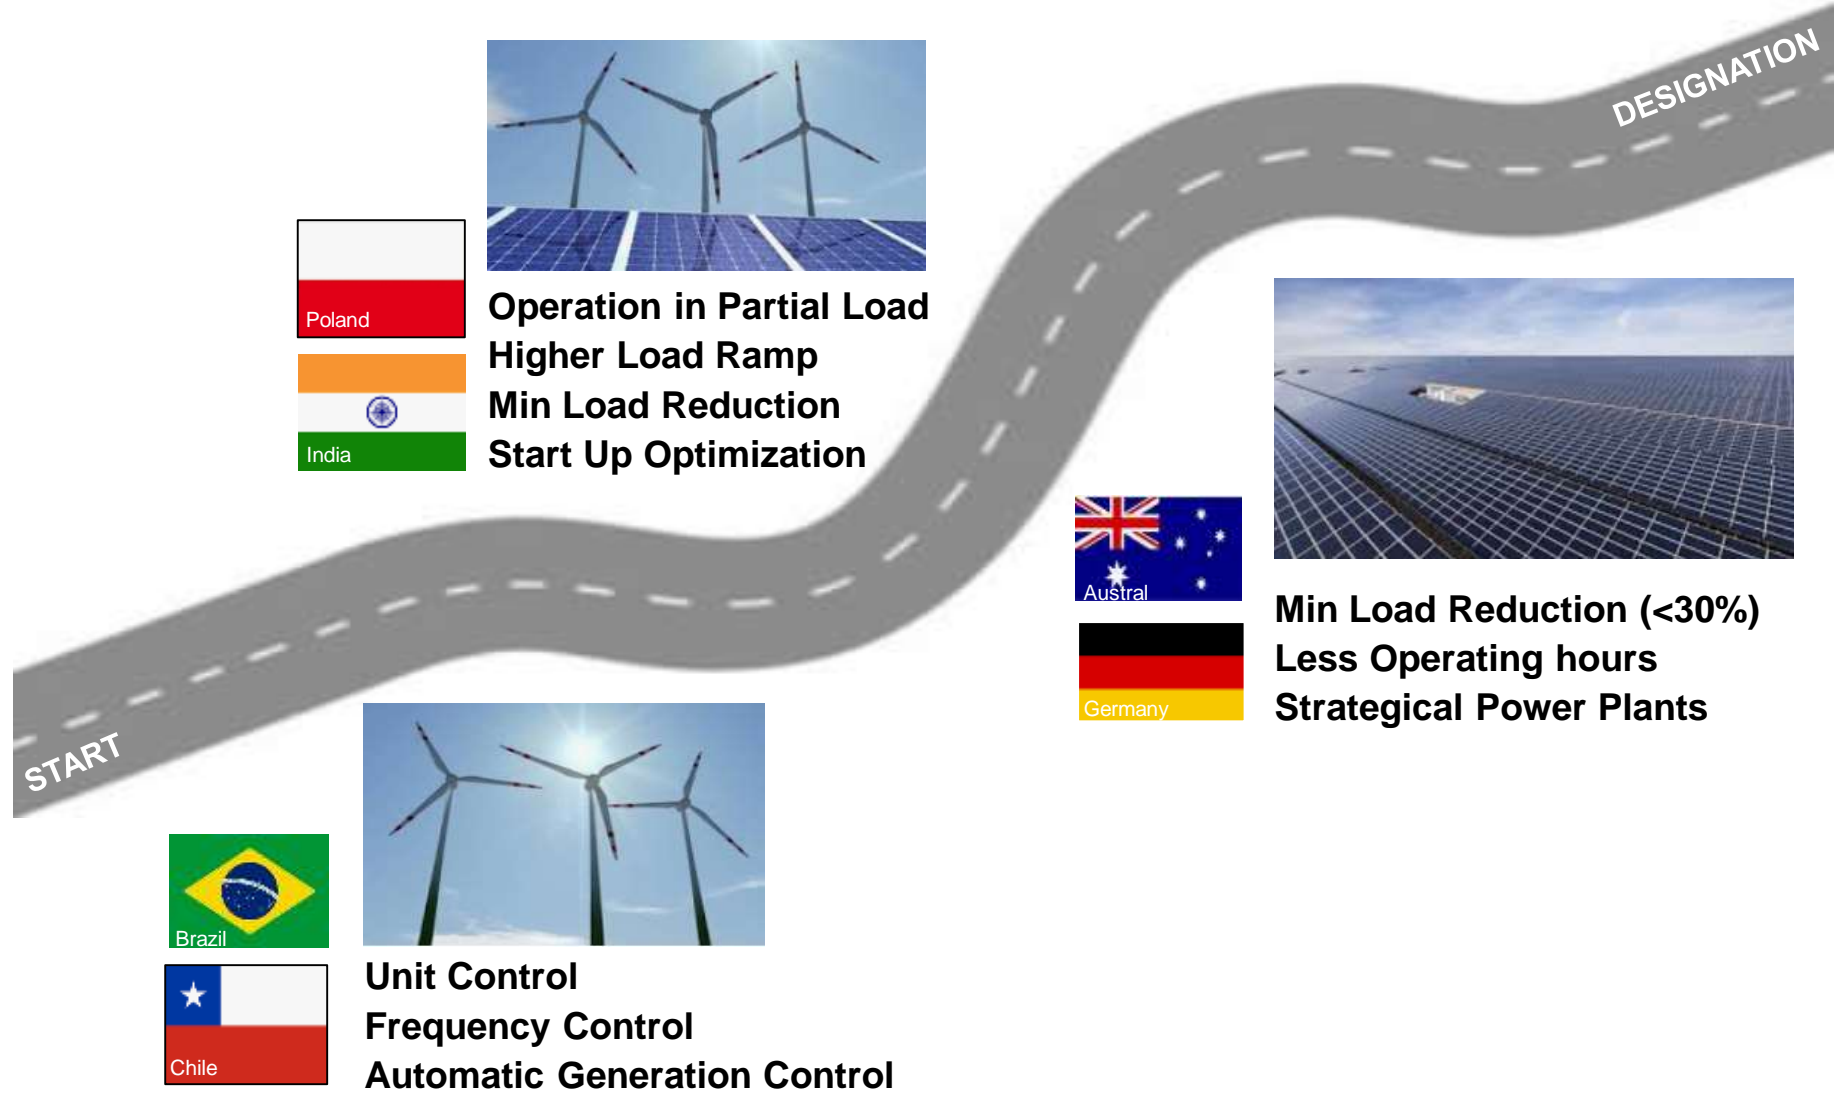 DESIGNATION
Poland
India
Operation in Partial Load
Higher Load Ramp
Min Load Reduction
Start Up Optimization
Austral
Germany
Min Load Reduction (<30%)
Less Operating hours
Strategical Power Plants
START
Brazil
Chile
Unit Control
Frequency Control
Automatic Generation Control